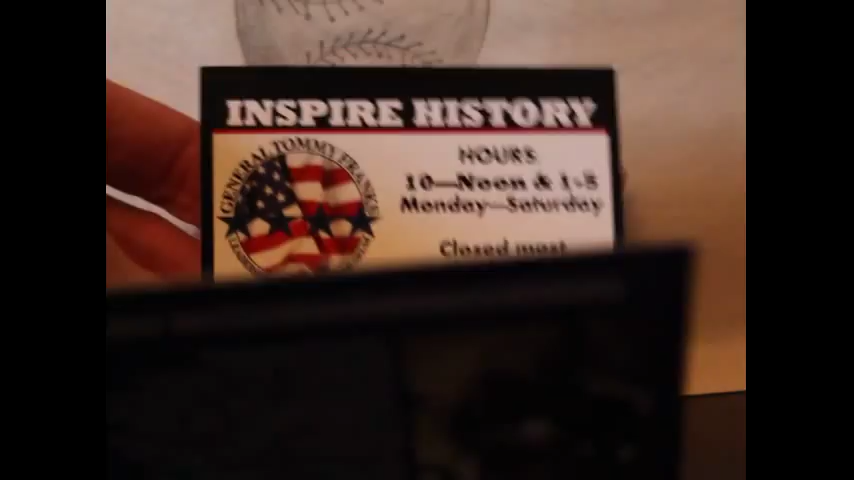 INSPIRE HISTORY
GENERAL TOMMY FRANKS
HOURS
10—Noon & 1-5
Monday—Saturday
Closed most